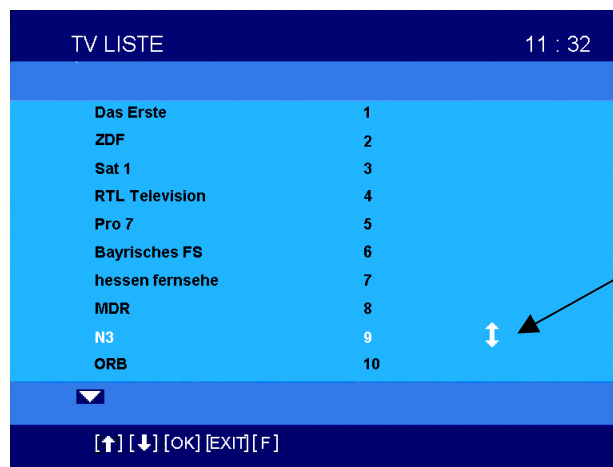 TV LISTE 11 : 32
Das Erste 1
ZDF 2
Sat 1 3
RTL Television 4
Pro 7 5
Bayrisches FS 6
hessen fernsehe 7
MDR 8
N3 9
ORB 10
[↑] [↓] [OK] [EXIT] [F]